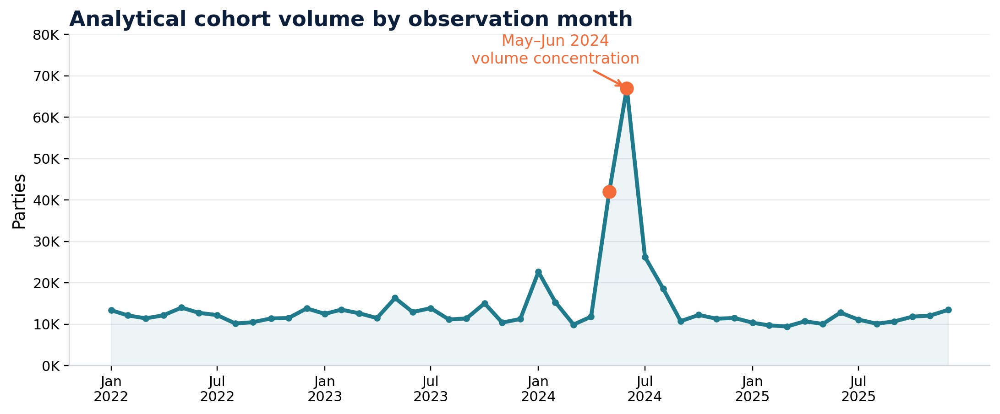 Analytical cohort volume by observation month
80K
70K
60K
50K
40K
30K
20K
10K
0K
Parties
May–Jun 2024
volume concentration
Jan
2022
Jul
2022
Jan
2023
Jul
2023
Jan
2024
Jul
2024
Jan
2025
Jul
2025